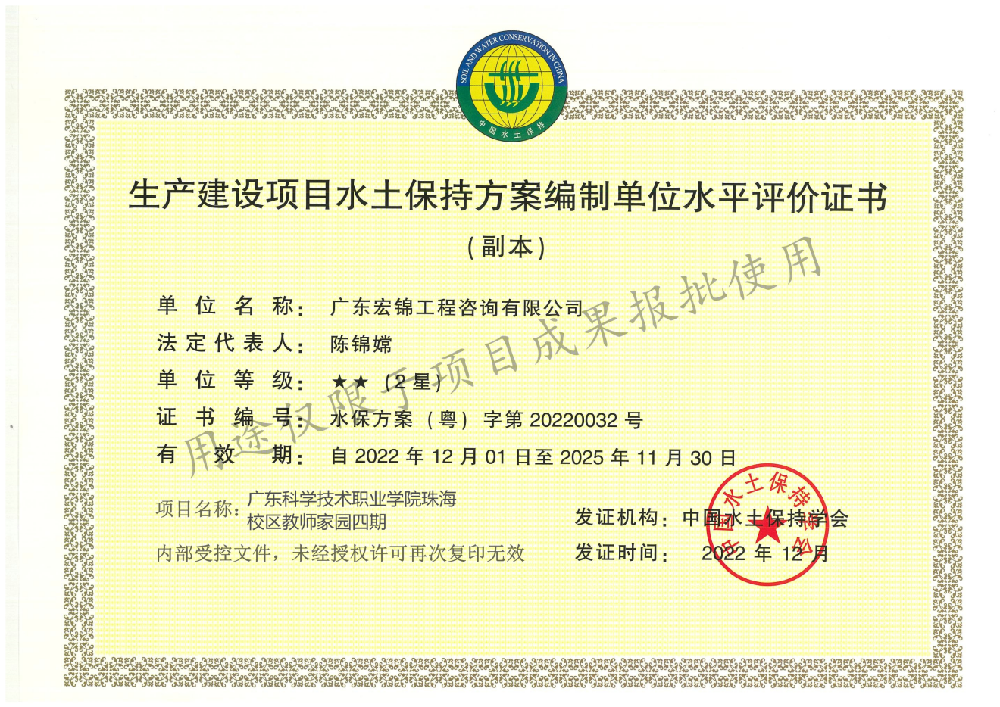 SOIL AND WATER CONSERVATION IN CHINA
中国水土保持
生产建设项目水土保持方案编制单位水平评价证书
(副本)
单位名称： 广东宏锦工程咨询有限公司
法定代表人： 陈锦嫦
单位等级： ★★（2星）
证书编号： 水保方案（粤）字第 20220032 号
有效期： 自 2022 年 12 月 01 日至 2025 年 11 月 30 日
用途仅限于项目成果报批使用
项目名称：广东科学技术职业学院珠海
校区教师家园四期
内部受控文件，未经授权许可再次复印无效
发证机构：中国水土保持学会
发证时间： 2022 年 12 月
中国水土保持学会